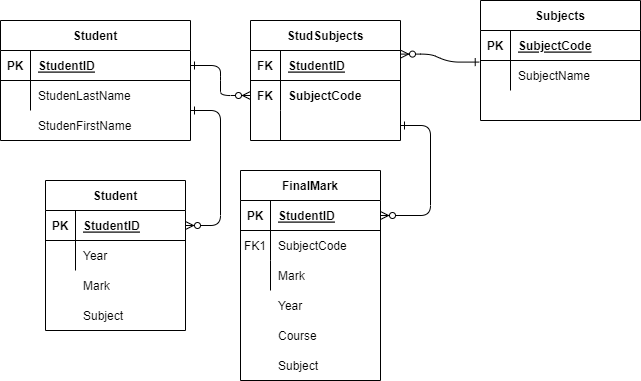 Student
PK StudentID
StudenLastName
StudenFirstName
StudSubjects
FK StudentID
FK SubjectCode
Subjects
PK SubjectCode
SubjectName
Student
PK StudentID
Year
Mark
Subject
FinalMark
PK StudentID
FK1 SubjectCode
Mark
Year
Course
Subject